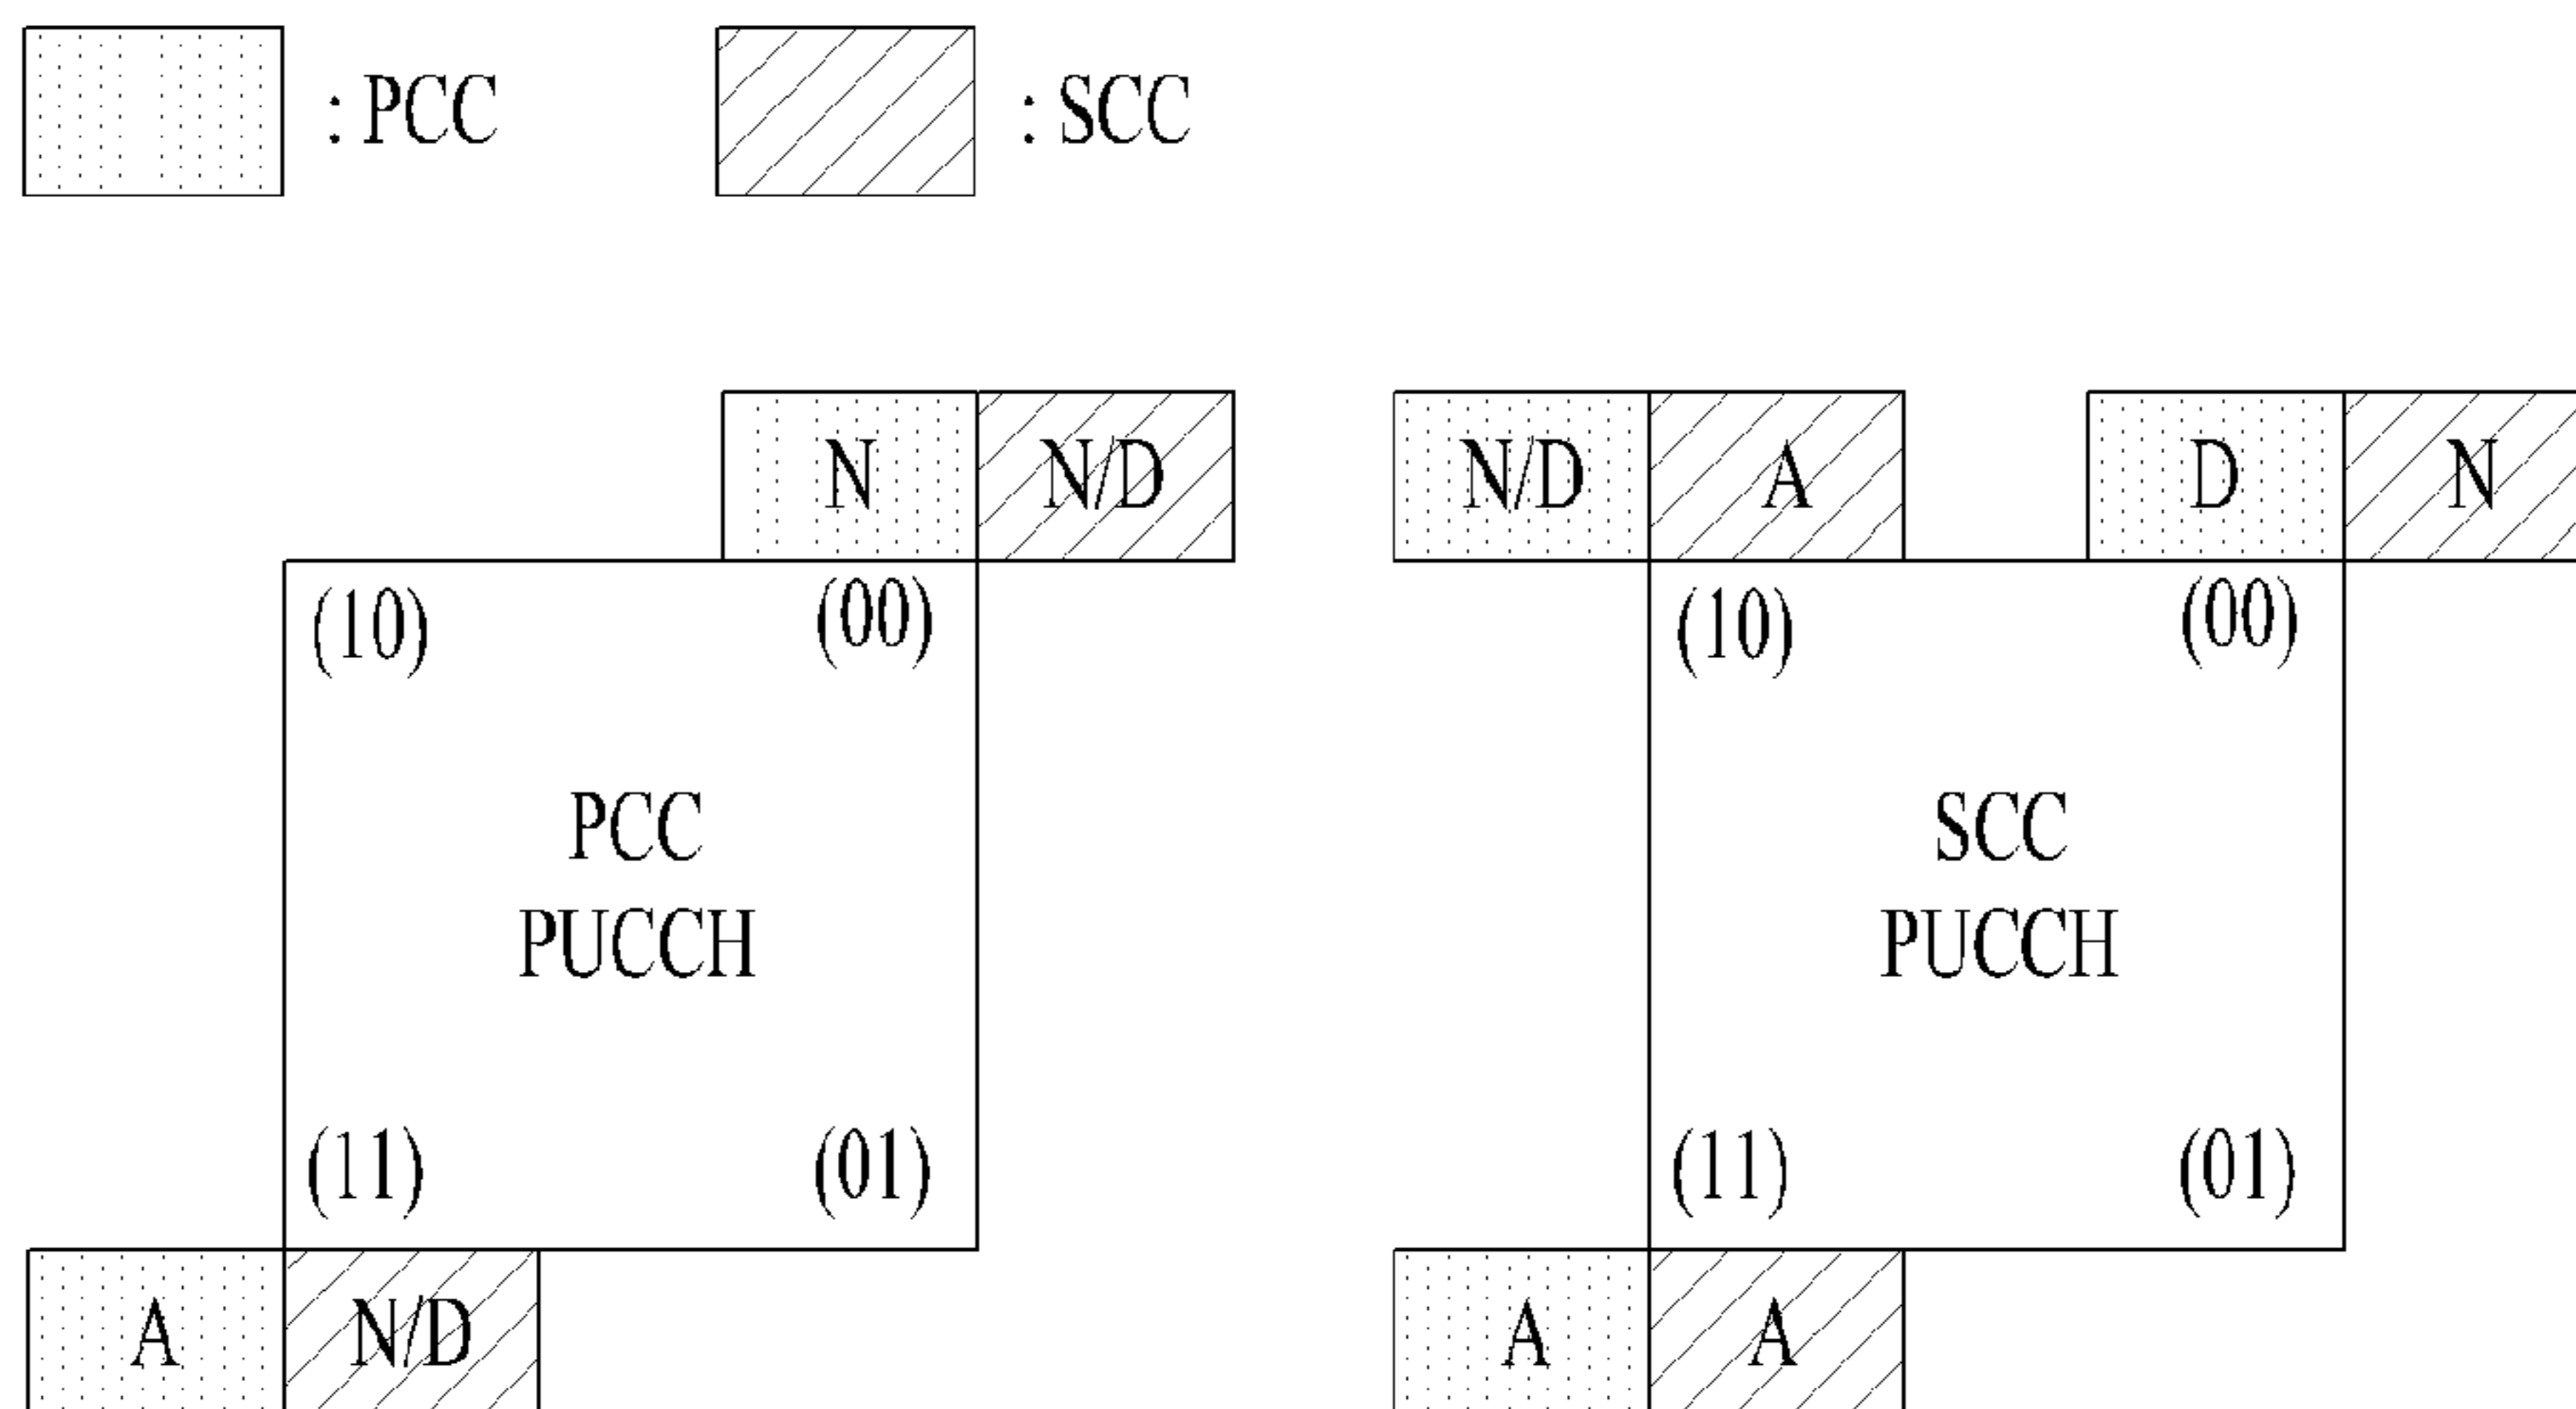 : PCC : SCC
N N/D N/D A D N
(10) (00) (10) (00)
PCC SCC
PUCCH PUCCH
(11) (01) (11) (01)
A N/D A A